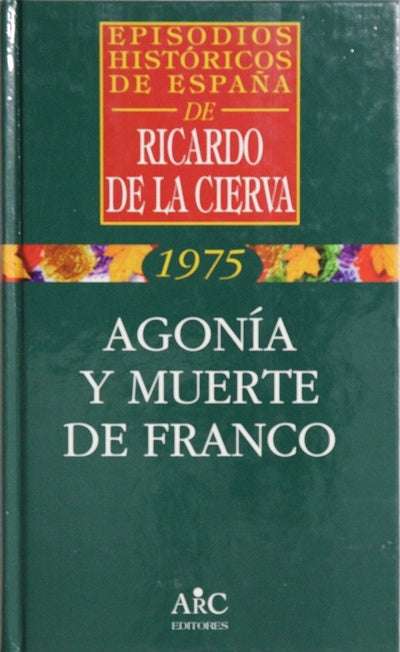 EPISODIOS
HISTÓRICOS
DE ESPAÑA
DE
RICARDO
DE LA CIERVA
1975
AGONÍA
Y MUERTE
DE FRANCO
ARC
EDITORES